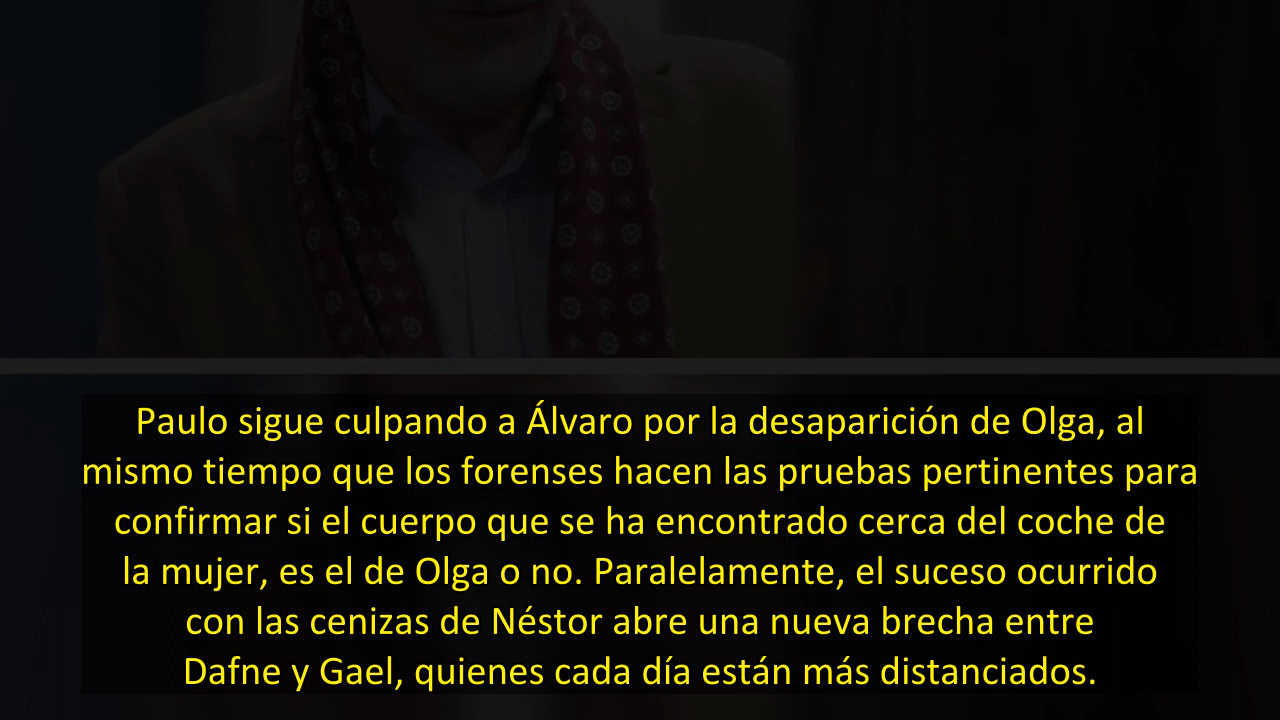 Paulo sigue culpando a Álvaro por la desaparición de Olga, al
mismo tiempo que los forenses hacen las pruebas pertinentes para
confirmar si el cuerpo que se ha encontrado cerca del coche de
la mujer, es el de Olga o no. Paralelamente, el suceso ocurrido
con las cenizas de Néstor abre una nueva brecha entre
Dafne y Gael, quienes cada día están más distanciados.